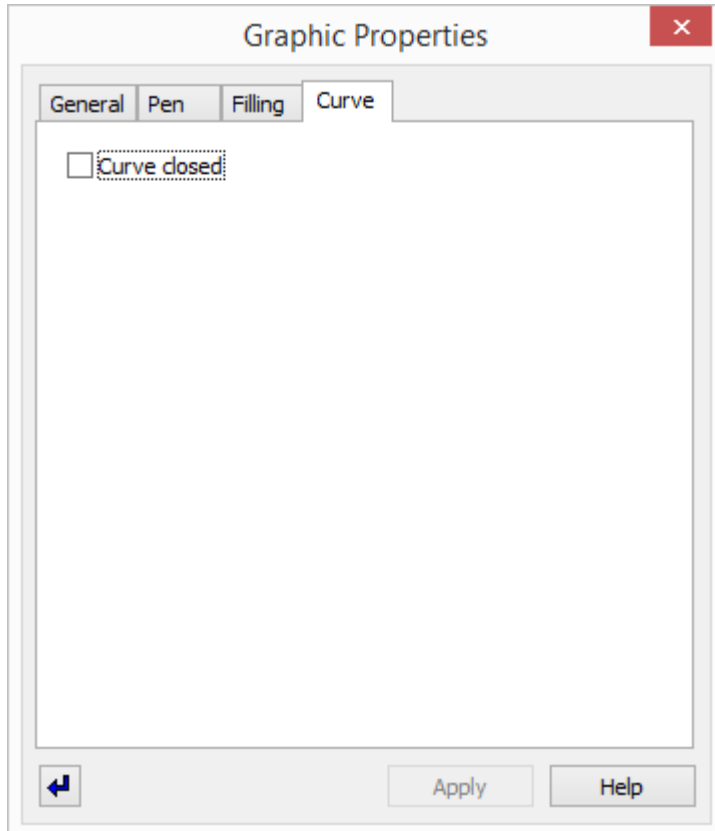 Graphic Properties
General Pen Filling Curve
Curve closed
Apply Help